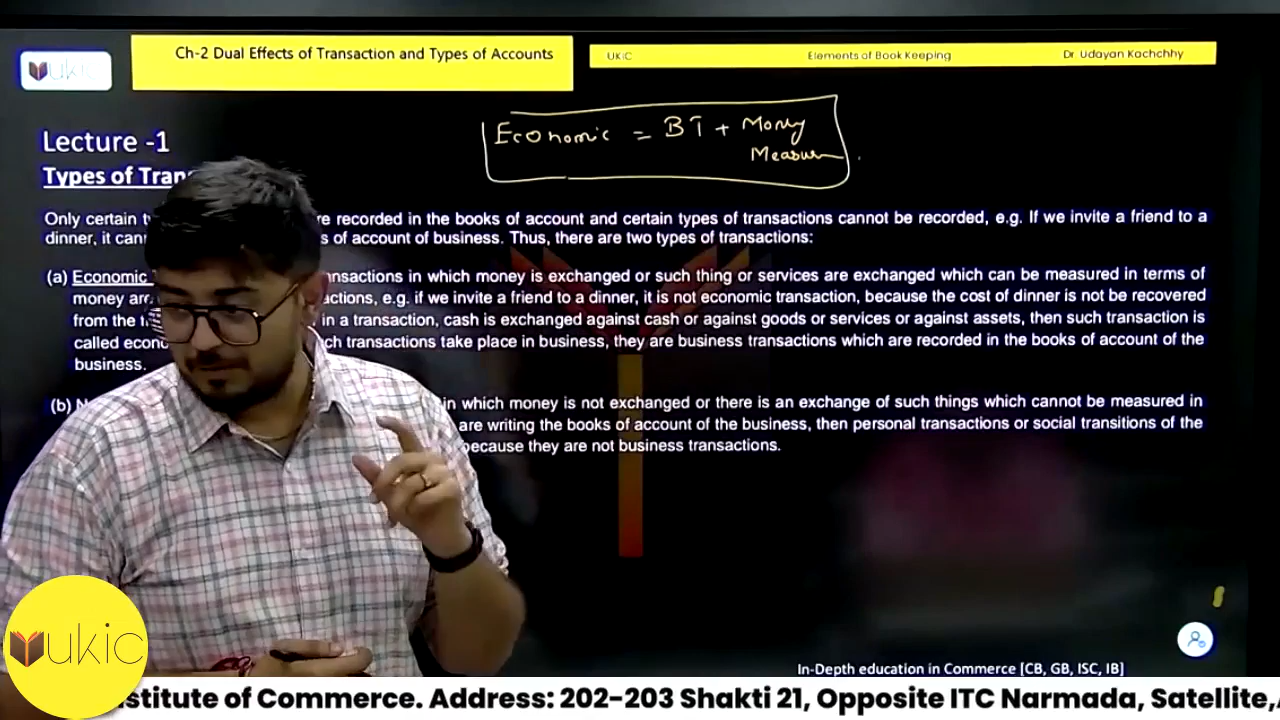 ukic
Ch-2 Dual Effects of Transaction and Types of Accounts
UKIC
Elements of Book Keeping
Dr. Udayan Kachchhy
Economic = BT + Money
Measur
Lecture -1
Types of
Only certain recorded in the books of account and certain types of transactions cannot be recorded, e.g. If we invite a friend to a
dinner, it of account of business. Thus, there are two types of transactions:
(a) Economic in which money is exchanged or such thing or services are exchanged which can be measured in terms of
money e.g. if we invite a friend to a dinner, it is not economic transaction, because the cost of dinner is not be recovered
from the in a transaction, cash is exchanged against cash or against goods or services or against assets, then such transaction is
called transactions take place in business, they are business transactions which are recorded in the books of account of the
business.
(b) in which money is not exchanged or there is an exchange of such things which cannot be measured in
are writing the books of account of the business, then personal transactions or social transitions of the
because they are not business transactions.
ukic
In-Depth education in Commerce [CB, GB, ISC, IB]
stitute of Commerce. Address: 202-203 Shakti 21, Opposite ITC Narmada, Satellite,